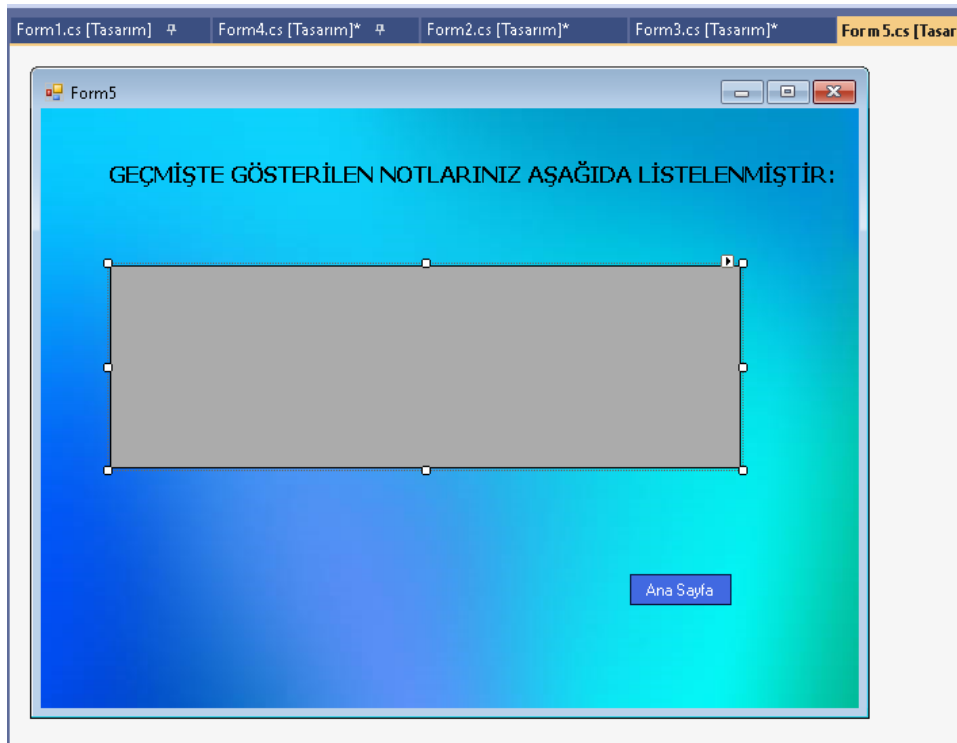 Form1.cs [Tasarım] Form4.cs [Tasarım]* Form2.cs [Tasarım]* Form3.cs [Tasarım]* Form5.cs [Tasar
Form5
GEÇMİŞTE GÖSTERİLEN NOTLARINIZ AŞAĞIDA LİSTELENMİŞTİR:
Ana Sayfa